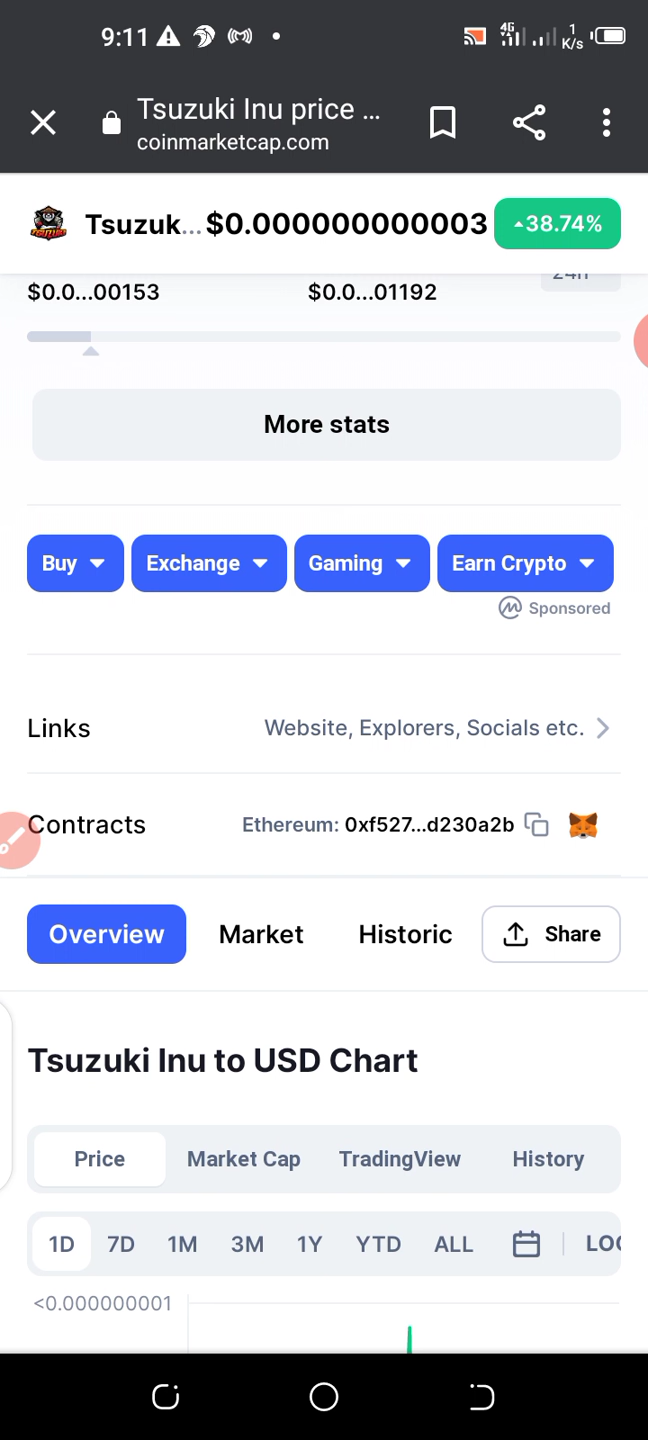 9:11 4G 1 K/s
Tsuzuki Inu price ...
coinmarketcap.com
Tsuzuk... $0.000000000003 38.74%
24h
$0.0...00153 $0.0...01192
More stats
Buy Exchange Gaming Earn Crypto
Sponsored
Links Website, Explorers, Socials etc.
Contracts Ethereum: 0xf527...d230a2b
Overview Market Historic Share
Tsuzuki Inu to USD Chart
Price Market Cap TradingView History
1D 7D 1M 3M 1Y YTD ALL
<0.000000001